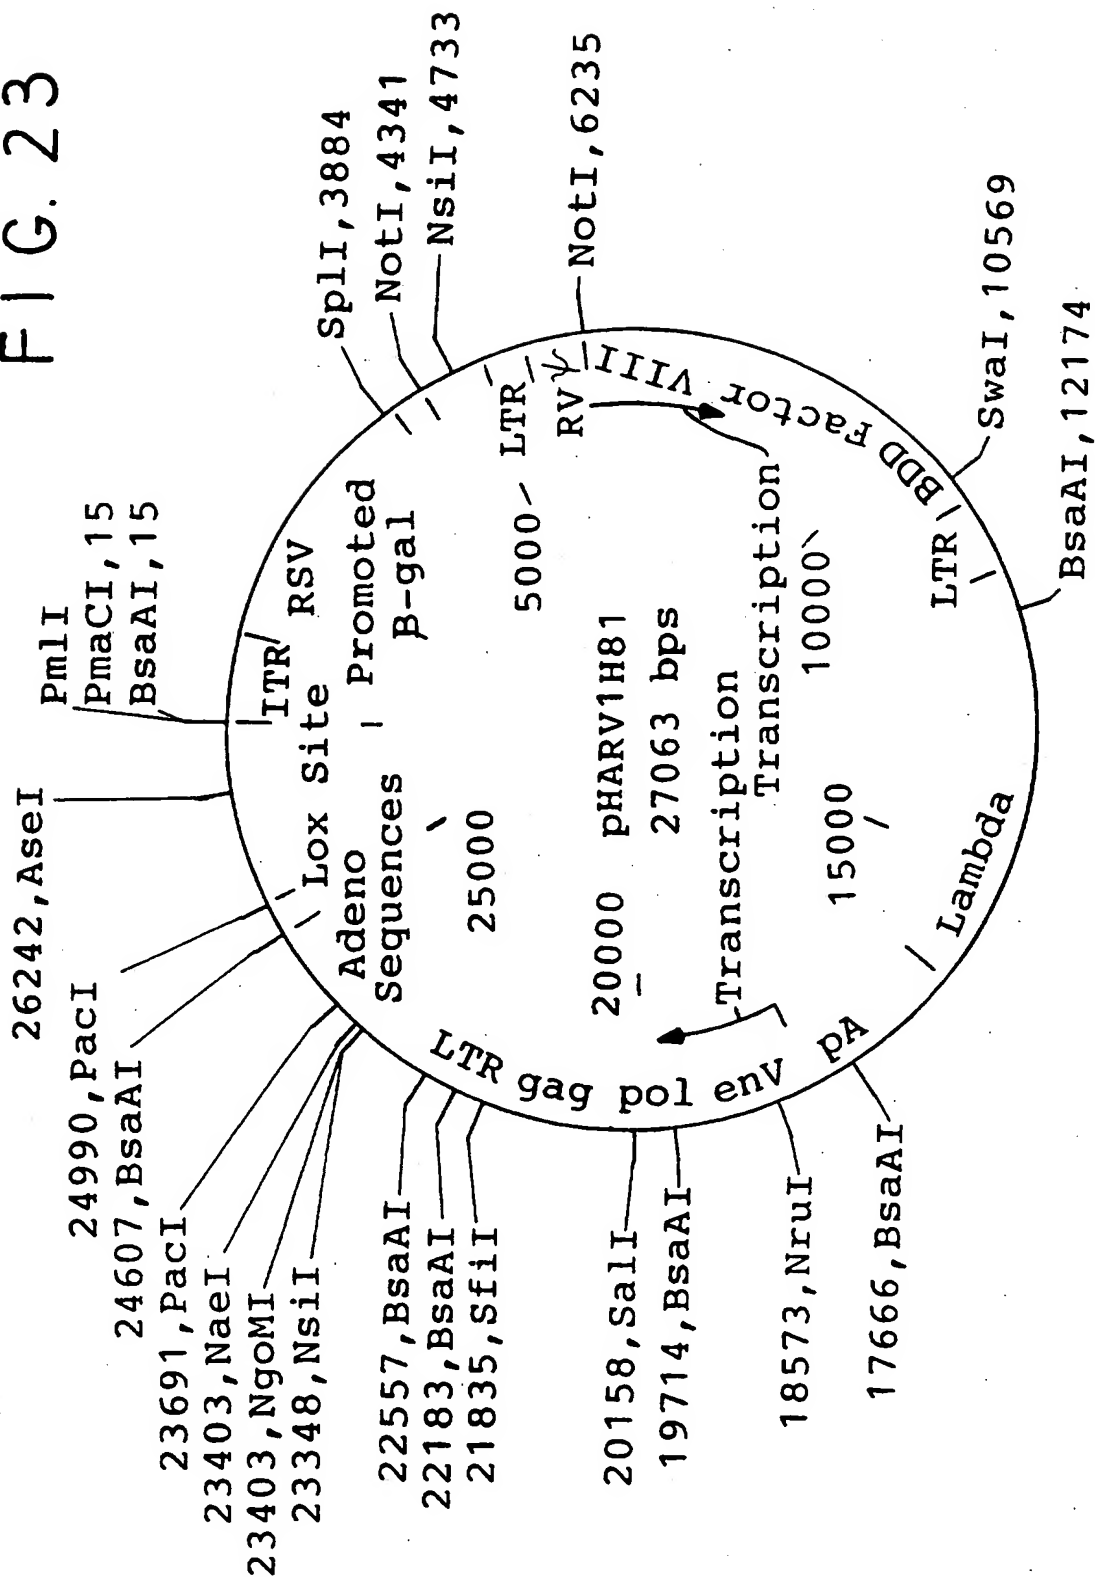 FIG. 23
PmlI
PmaCI,15
BsaAI,15
SplI,3884
NotI,4341
NsiI,4733
NotI,6235
SwaI,10569
BsaAI,12174
26242,AseI
24990,PacI
24607,BsaAI
23691,PacI
23403,NaeI
23403,NgoMI
23348,NsiI
22557,BsaAI
22183,BsaAI
21835,SfiI
20158,SalI
19714,BsaAI
18573,NruI
17666,BsaAI
ITR
RSV
Promoted
β-gal
Lox Site
Adeno
Sequences
LTR
RV
ψ
BDD Factor VIII
LTR
Lambda
pA
enV
pol
gag
LTR
5000
10000
15000
20000
25000
pHARV1H81
27063 bps
Transcription
Transcription